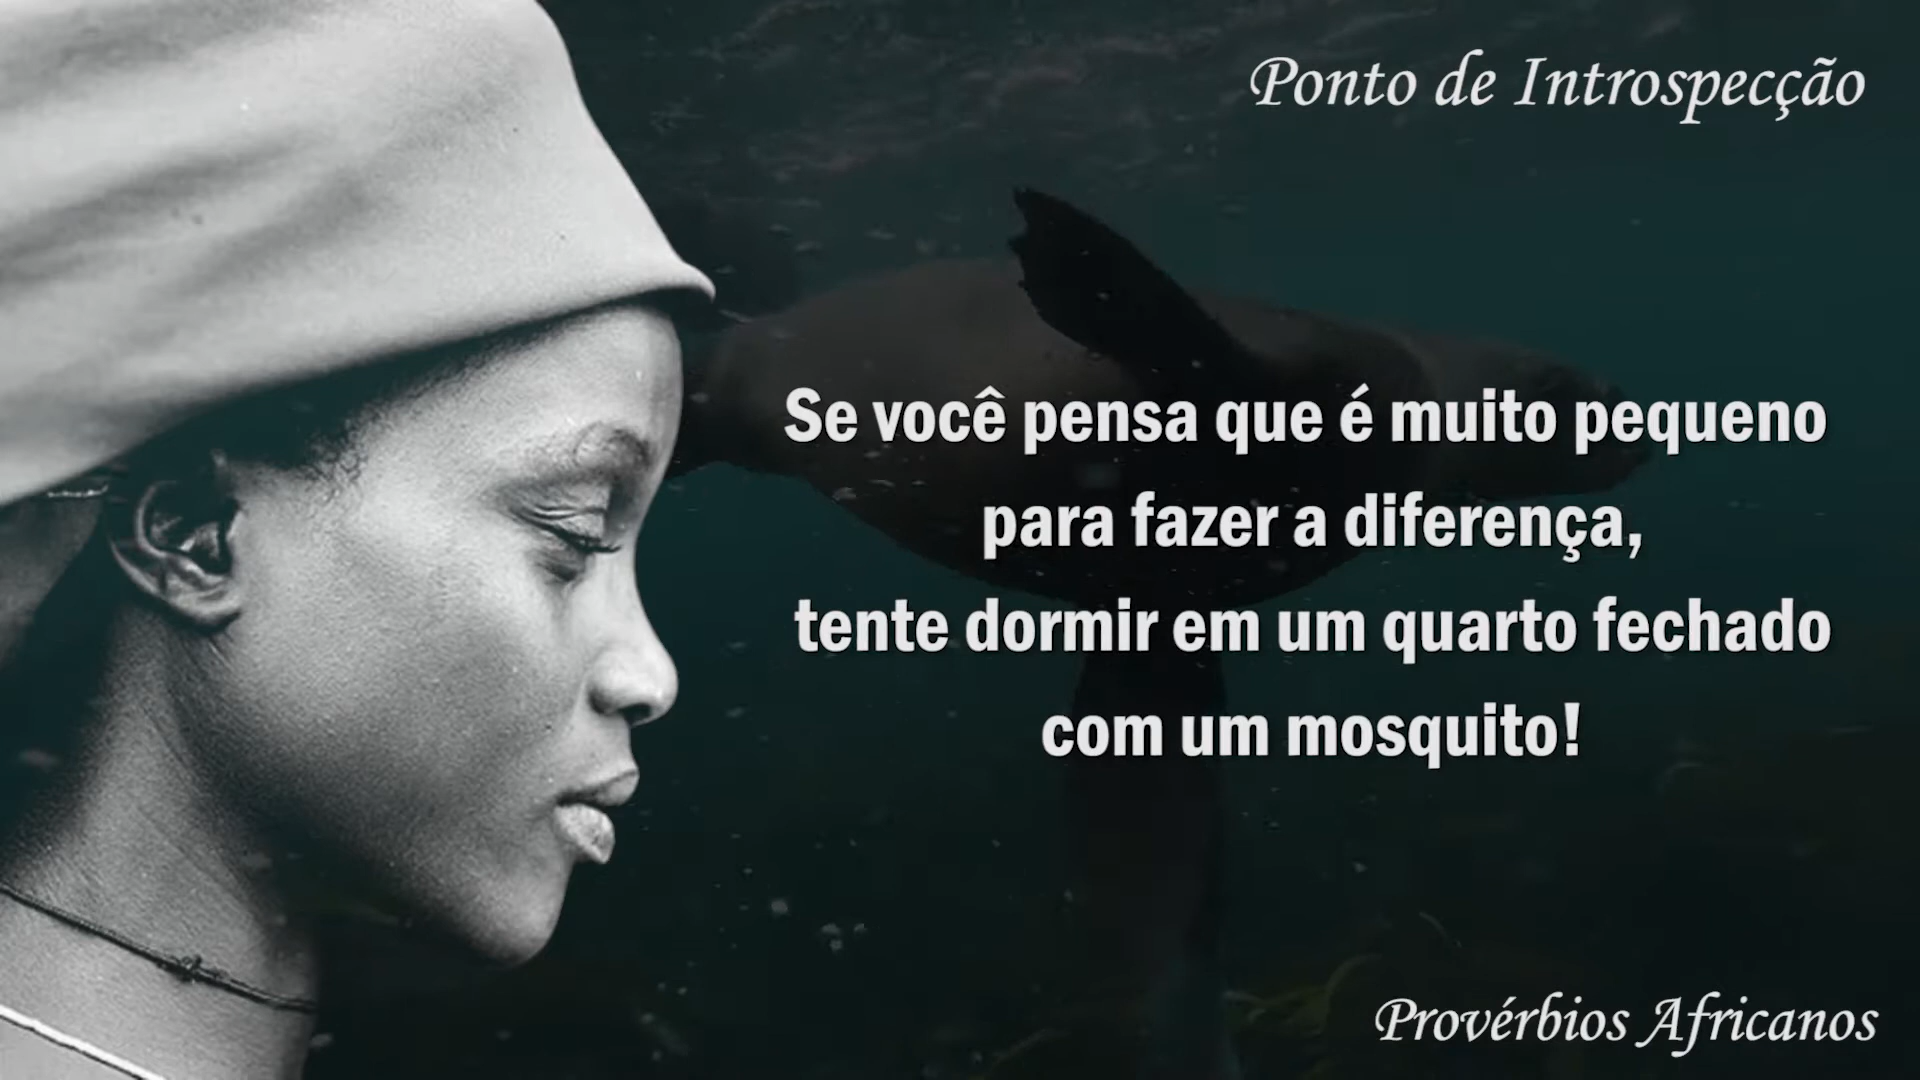 Ponto de Introspecção
Se você pensa que é muito pequeno
para fazer a diferença,
tente dormir em um quarto fechado
com um mosquito!
Provérbios Africanos